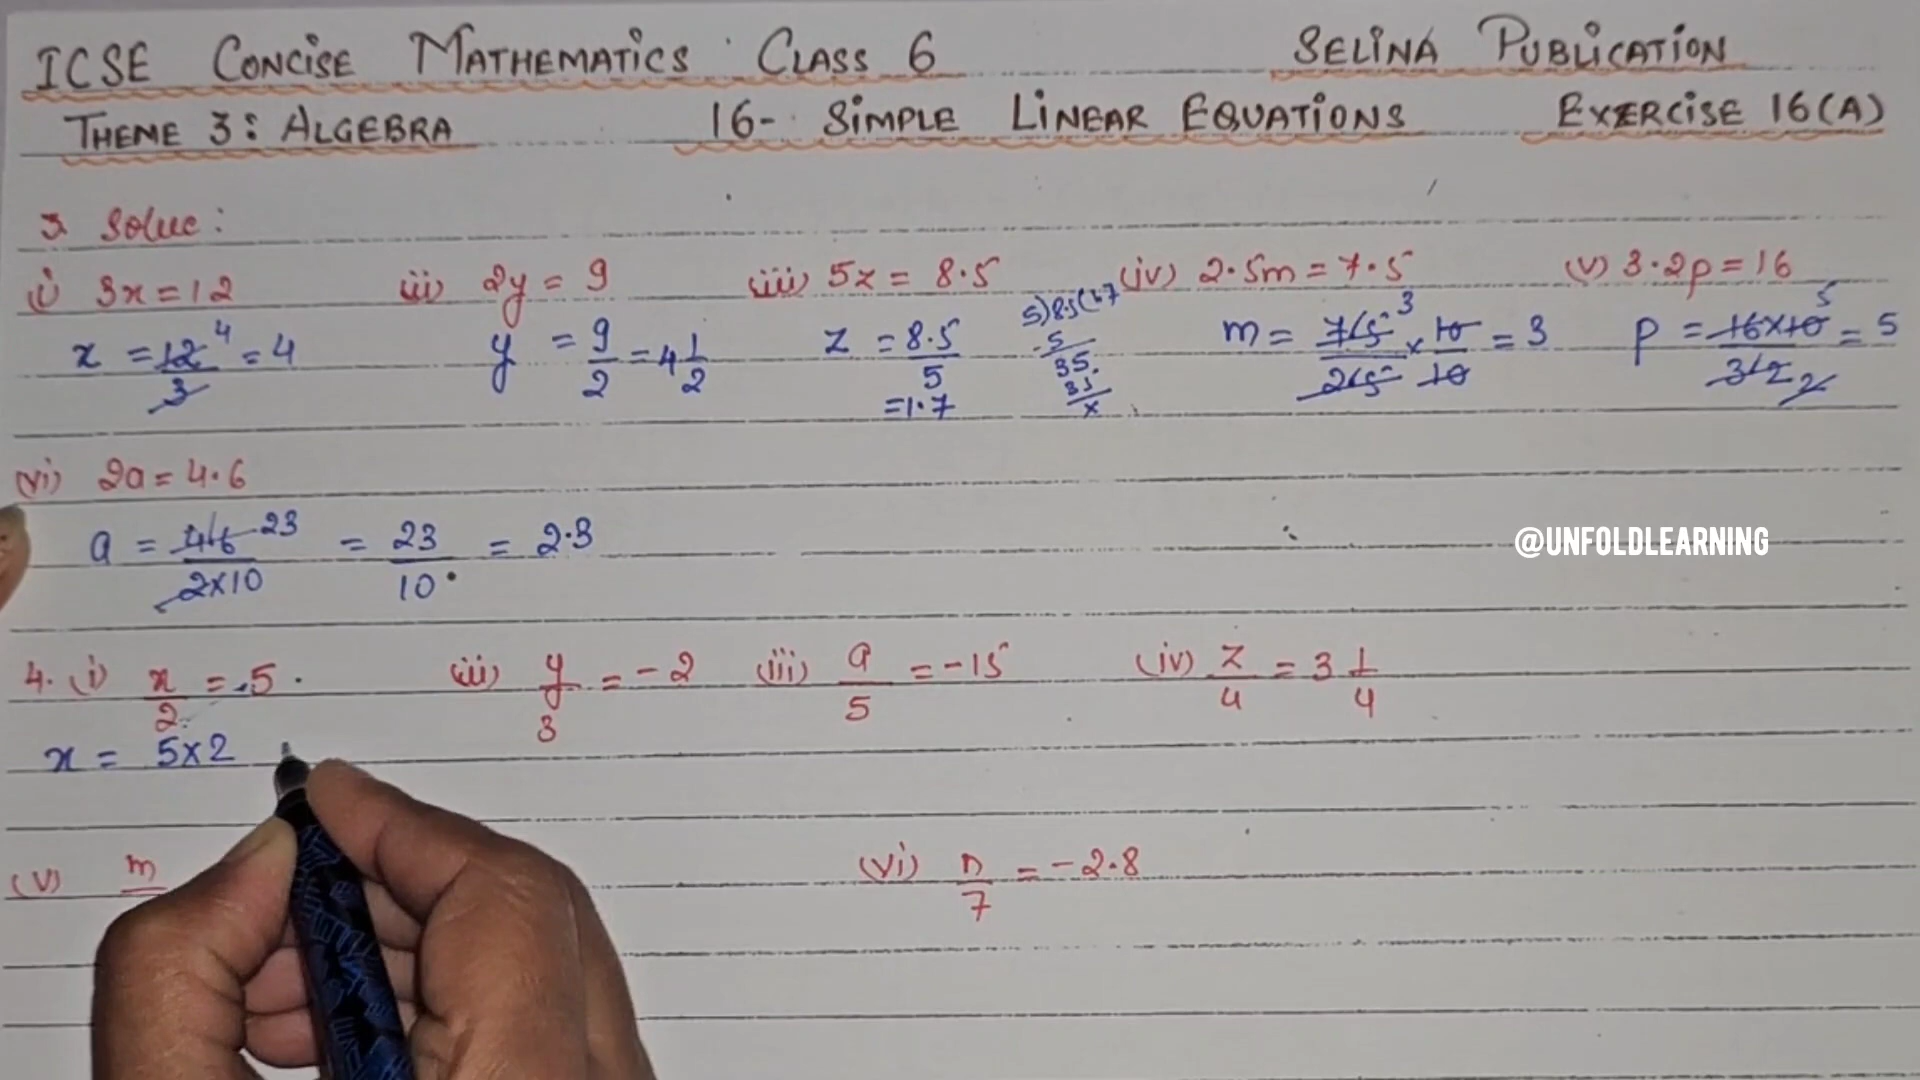 ICSE CONCISE MATHEMATICS CLASS 6 SELINA PUBLICATION
THEME 3: ALGEBRA 16- SIMPLE LINEAR EQUATIONS EXERCISE 16(A)
3 Solve:
(i) 3x = 12 (ii) 2y = 9 (iii) 5z = 8.5 (iv) 2.5m = 7.5 (v) 3.2p = 16
x = 12/3 4 = 4 y = 9/2 = 4 1/2 z = 8.5/5 m = 7.5/2.5 3 × 10/10 = 3 p = 16×10/32 5 = 5
= 1.7
(vi) 2a = 4.6
a = 46/2×10 23 = 23/10 = 2.3
@UNFOLDLEARNING
4. (i) x/2 = 5 (ii) y/3 = -2 (iii) a/5 = -15 (iv) z/4 = 3 1/4
x = 5×2
(v) m (vi) n/7 = -2.8